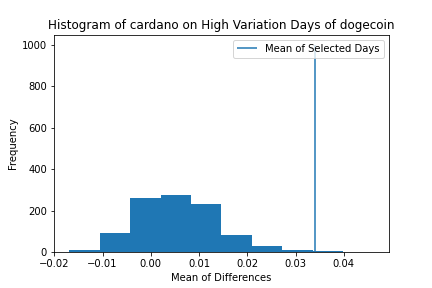 Histogram of cardano on High Variation Days of dogecoin
Mean of Selected Days
1000
800
600
400
200
0
Frequency
−0.02 −0.01 0.00 0.01 0.02 0.03 0.04
Mean of Differences